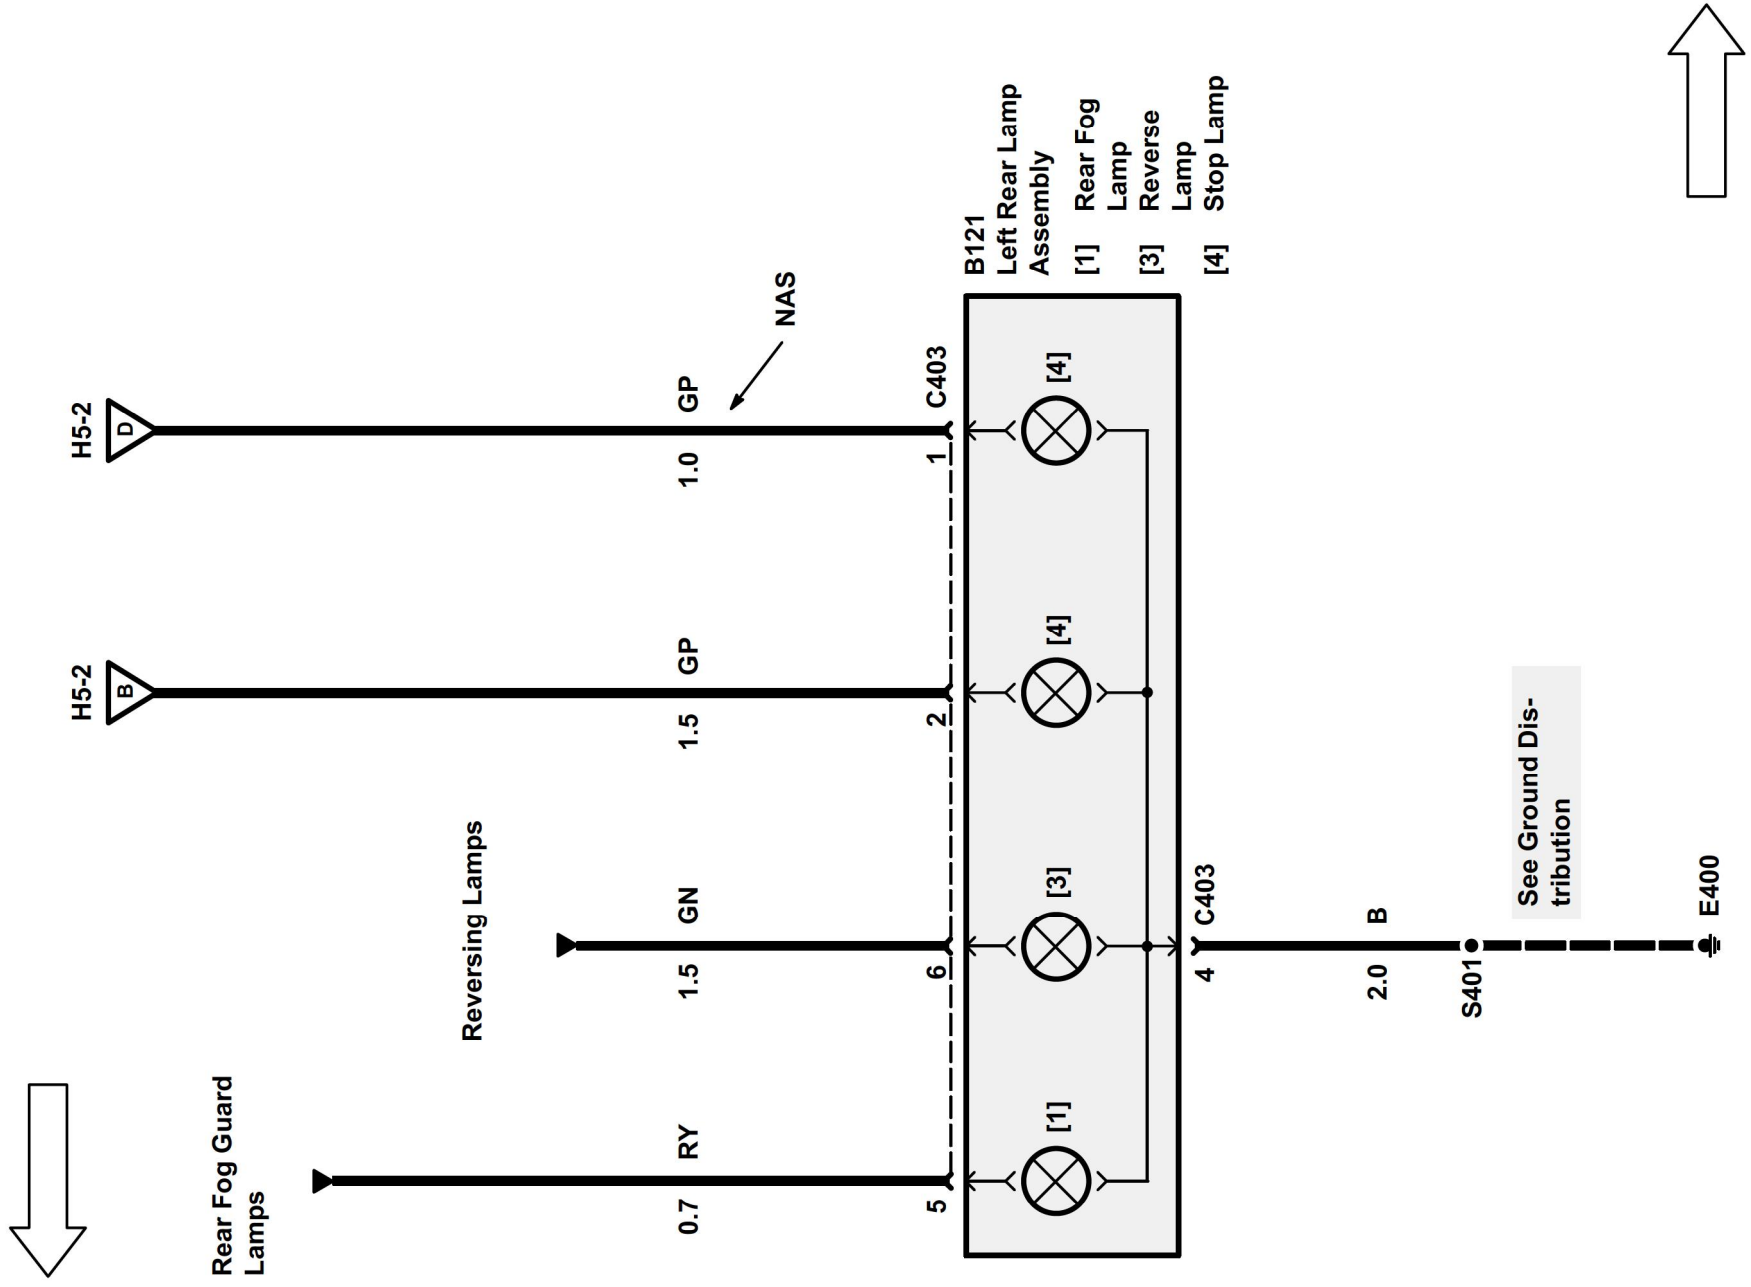 Rear Fog Guard
Lamps
Reversing Lamps
H5-2
B
H5-2
D
0.7 RY
1.5 GN
1.5 GP
1.0 GP
NAS
5
6
2
1 C403
[1]
[3]
[4]
[4]
B121
Left Rear Lamp
Assembly
[1] Rear Fog
Lamp
[3] Reverse
Lamp
[4] Stop Lamp
4 C403
2.0 B
S401
See Ground Dis-
tribution
E400